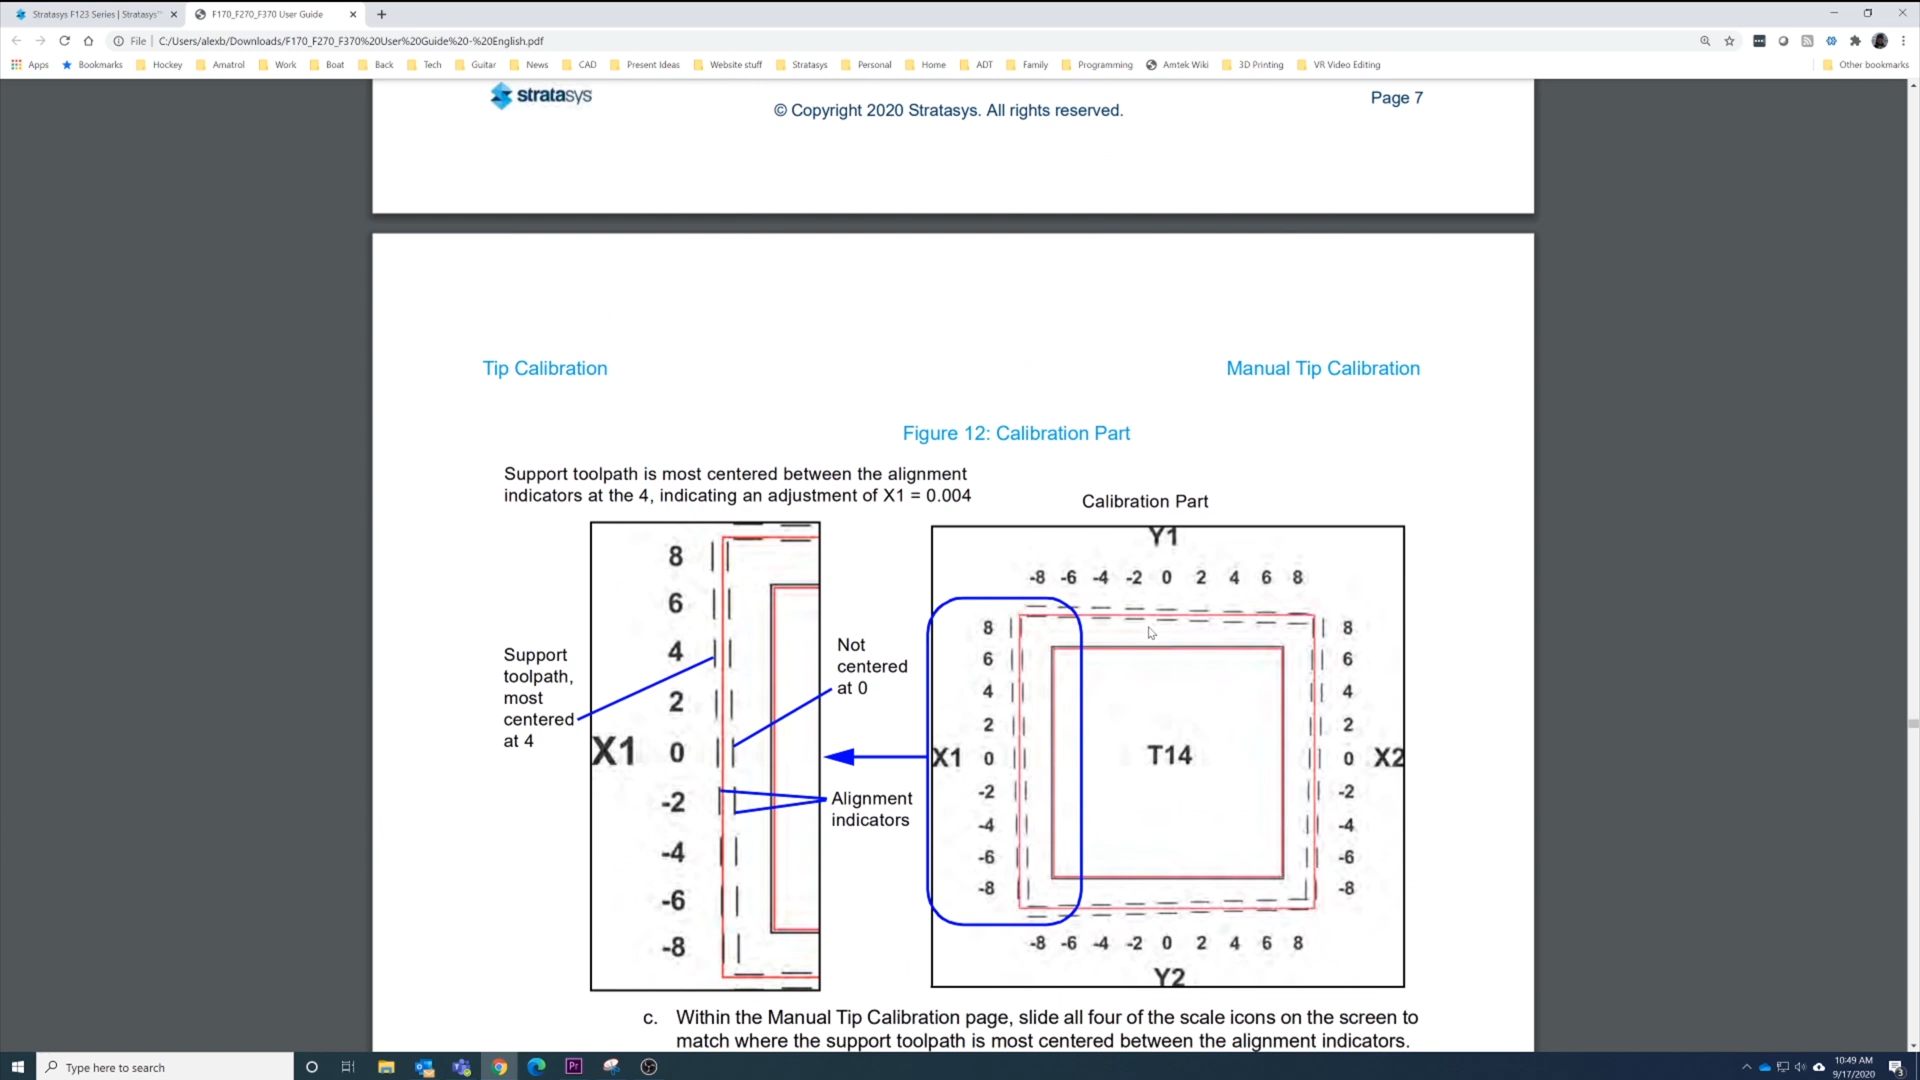 Stratasys F123 Series | Stratasys™
F170_F270_F370 User Guide
File | C:/Users/alexb/Downloads/F170_F270_F370%20User%20Guide%20-%20English.pdf
Apps Bookmarks Hockey Amatrol Work Boat Back Tech Guitar News CAD Present Ideas Website stuff Stratasys Personal Home ADT Family Programming Amtek Wiki 3D Printing VR Video Editing Other bookmarks
stratasys
© Copyright 2020 Stratasys. All rights reserved.
Page 7
Tip Calibration
Manual Tip Calibration
Figure 12: Calibration Part
Support toolpath is most centered between the alignment
indicators at the 4, indicating an adjustment of X1 = 0.004
Support
toolpath,
most
centered
at 4
8
6
4
2
X1 0
-2
-4
-6
-8
Not
centered
at 0
Alignment
indicators
Calibration Part
Y1
-8 -6 -4 -2 0 2 4 6 8
8 8
6 6
4 4
2 2
X1 0 T14 0 X2
-2 -2
-4 -4
-6 -6
-8 -8
-8 -6 -4 -2 0 2 4 6 8
Y2
c. Within the Manual Tip Calibration page, slide all four of the scale icons on the screen to
match where the support toolpath is most centered between the alignment indicators.
Type here to search
Pr
10:49 AM
9/17/2020
3